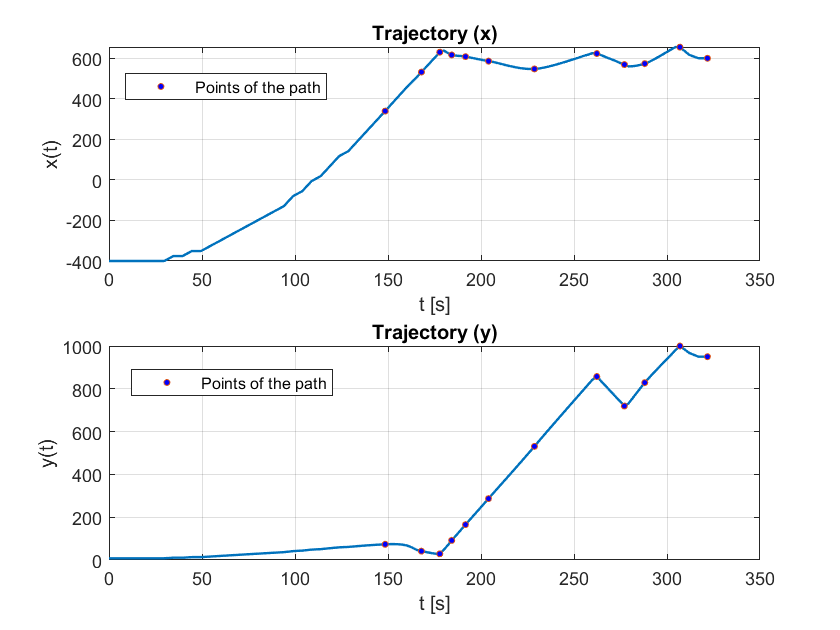 Trajectory (x)
600
400
200
0
-200
-400
x(t)
Points of the path
0 50 100 150 200 250 300 350
t [s]
Trajectory (y)
1000
800
600
400
200
0
y(t)
Points of the path
0 50 100 150 200 250 300 350
t [s]